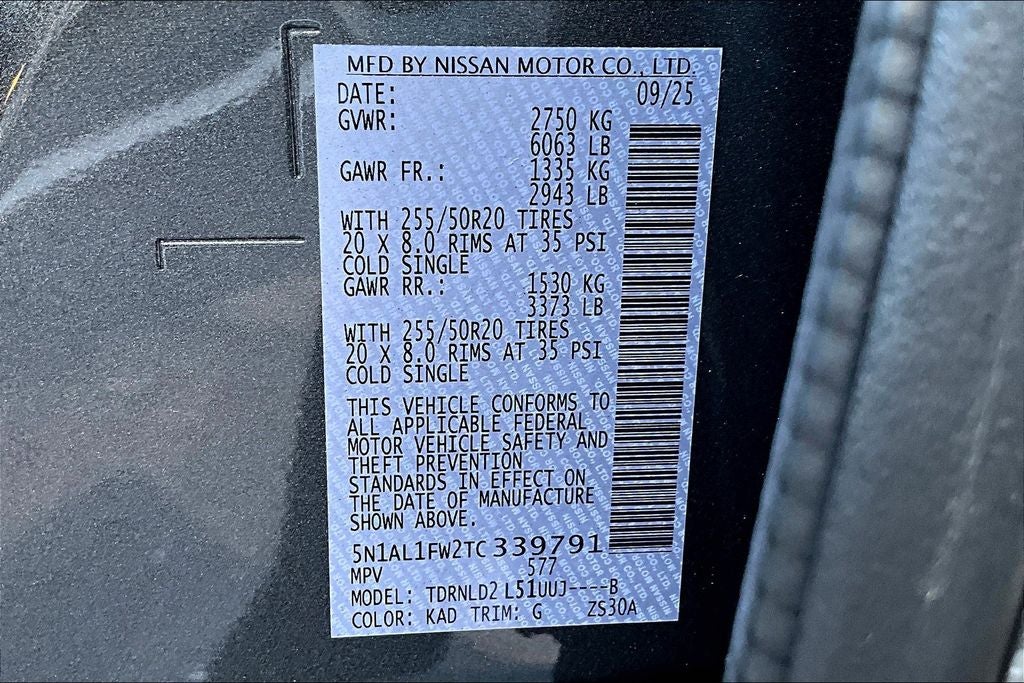 MFD BY NISSAN MOTOR CO., LTD.
DATE: 09/25
GVWR: 2750 KG
6063 LB
GAWR FR.: 1335 KG
2943 LB
WITH 255/50R20 TIRES
20 X 8.0 RIMS AT 35 PSI
COLD SINGLE
GAWR RR.: 1530 KG
3373 LB
WITH 255/50R20 TIRES
20 X 8.0 RIMS AT 35 PSI
COLD SINGLE
THIS VEHICLE CONFORMS TO
ALL APPLICABLE FEDERAL
MOTOR VEHICLE SAFETY AND
THEFT PREVENTION
STANDARDS IN EFFECT ON
THE DATE OF MANUFACTURE
SHOWN ABOVE.
5N1AL1FW2TC339791
MPV 577
MODEL: TDRNLD2 L51UUJ----B
COLOR: KAD TRIM: G ZS30A